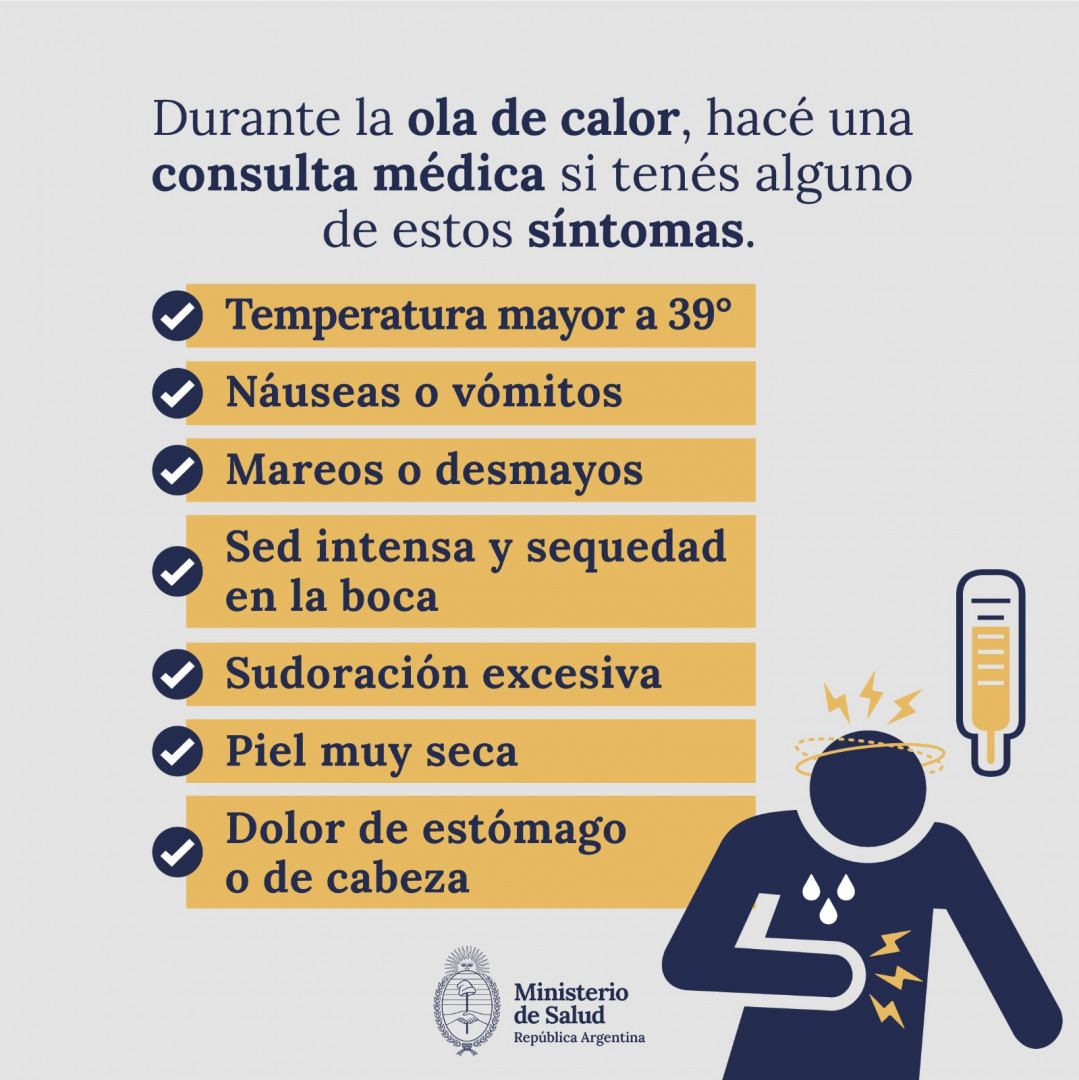 Durante la ola de calor, hacé una
consulta médica si tenés alguno
de estos síntomas.
Temperatura mayor a 39°
Náuseas o vómitos
Mareos o desmayos
Sed intensa y sequedad
en la boca
Sudoración excesiva
Piel muy seca
Dolor de estómago
o de cabeza
Ministerio
de Salud
República Argentina